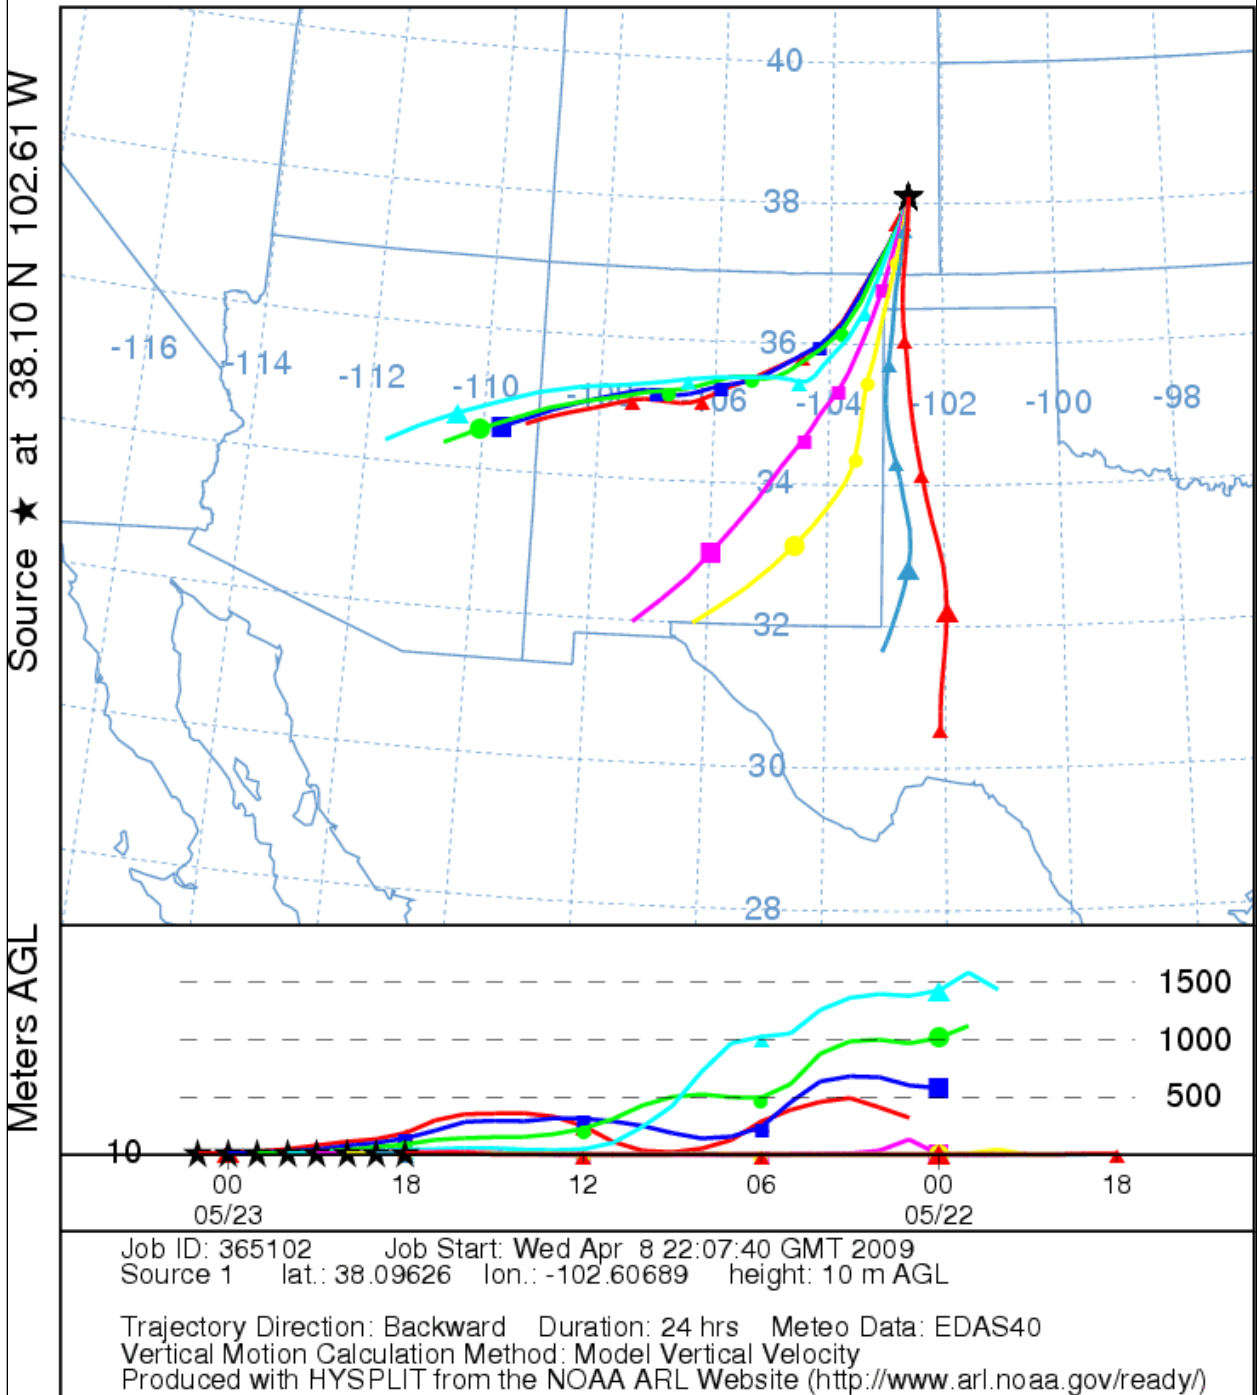 Source ★ at 38.10 N 102.61 W
40
38
36
-116
-114
-112
-110
-104
-102
-100
-98
34
32
30
28
Meters AGL
1500
1000
500
10
00 18 12 06 00 18
05/23 05/22
Job ID: 365102 Job Start: Wed Apr 8 22:07:40 GMT 2009
Source 1 lat.: 38.09626 lon.: -102.60689 height: 10 m AGL
Trajectory Direction: Backward Duration: 24 hrs Meteo Data: EDAS40
Vertical Motion Calculation Method: Model Vertical Velocity
Produced with HYSPLIT from the NOAA ARL Website (http://www.arl.noaa.gov/ready/)